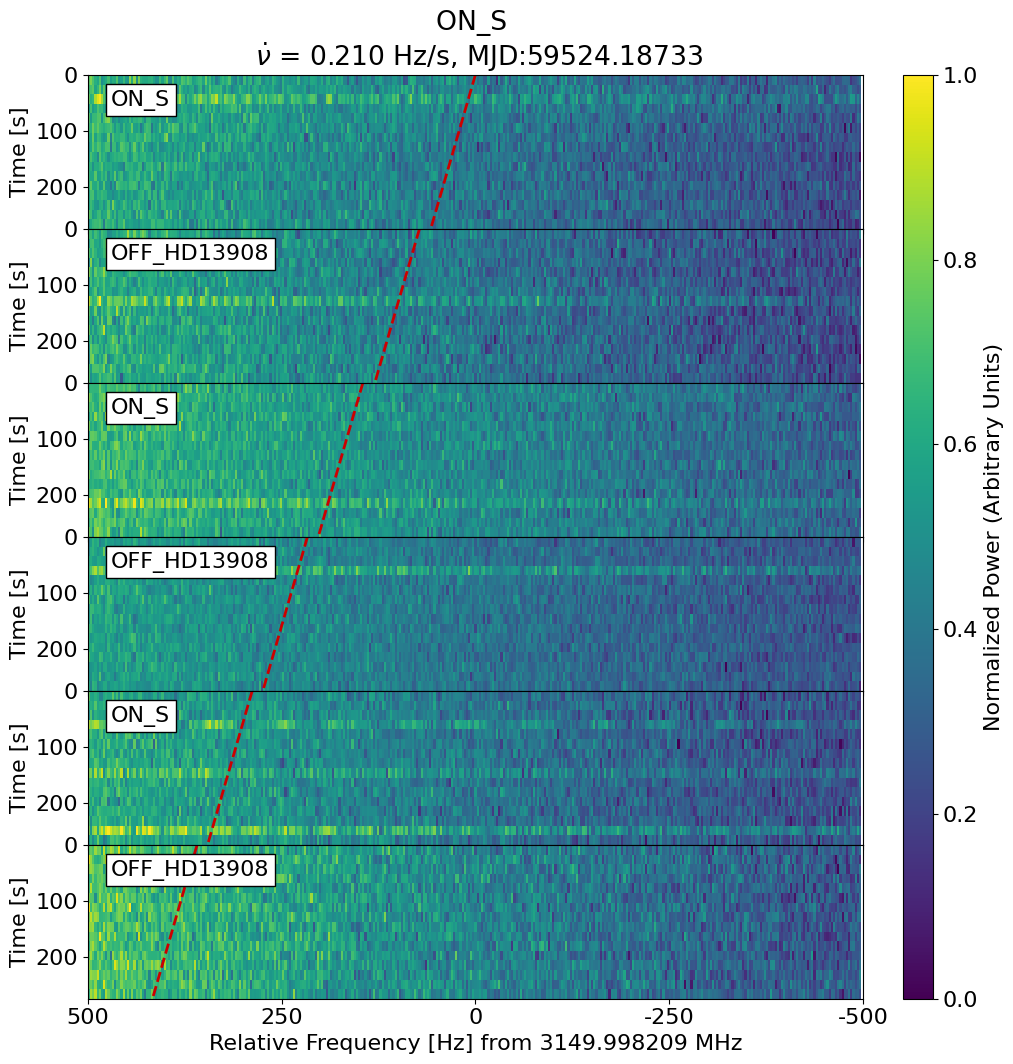 ON_S
ν̇ = 0.210 Hz/s, MJD:59524.18733
0
100
200
Time [s]
ON_S
0
100
200
Time [s]
OFF_HD13908
0
100
200
Time [s]
ON_S
0
100
200
Time [s]
OFF_HD13908
0
100
200
Time [s]
ON_S
0
100
200
Time [s]
OFF_HD13908
500 250 0 -250 -500
Relative Frequency [Hz] from 3149.998209 MHz
1.0
0.8
0.6
0.4
0.2
0.0
Normalized Power (Arbitrary Units)